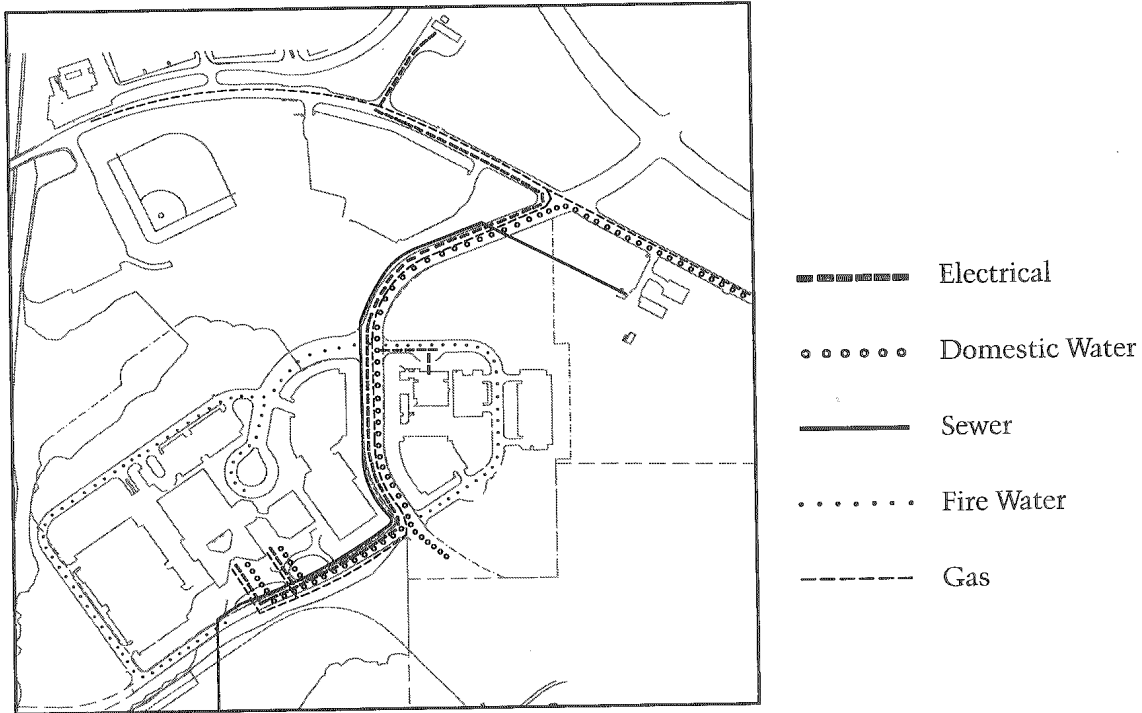 Electrical
Domestic Water
Sewer
Fire Water
Gas